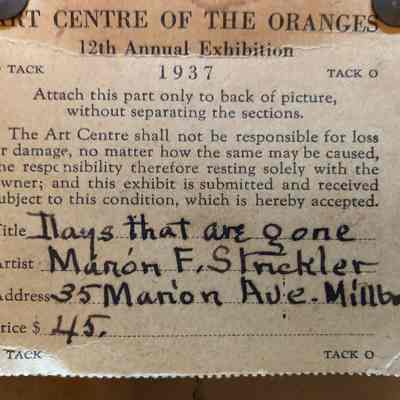 ART CENTRE OF THE ORANGES
12th Annual Exhibition
O TACK 1937 TACK O
Attach this part only to back of picture,
without separating the sections.
The Art Centre shall not be responsible for loss
or damage, no matter how the same may be caused,
the responsibility therefore resting solely with the
owner; and this exhibit is submitted and received
subject to this condition, which is hereby accepted.
Title Days that are gone
Artist Marion F. Strickler
Address 35 Marion Ave. Millb
Price $ 45.
TACK TACK O